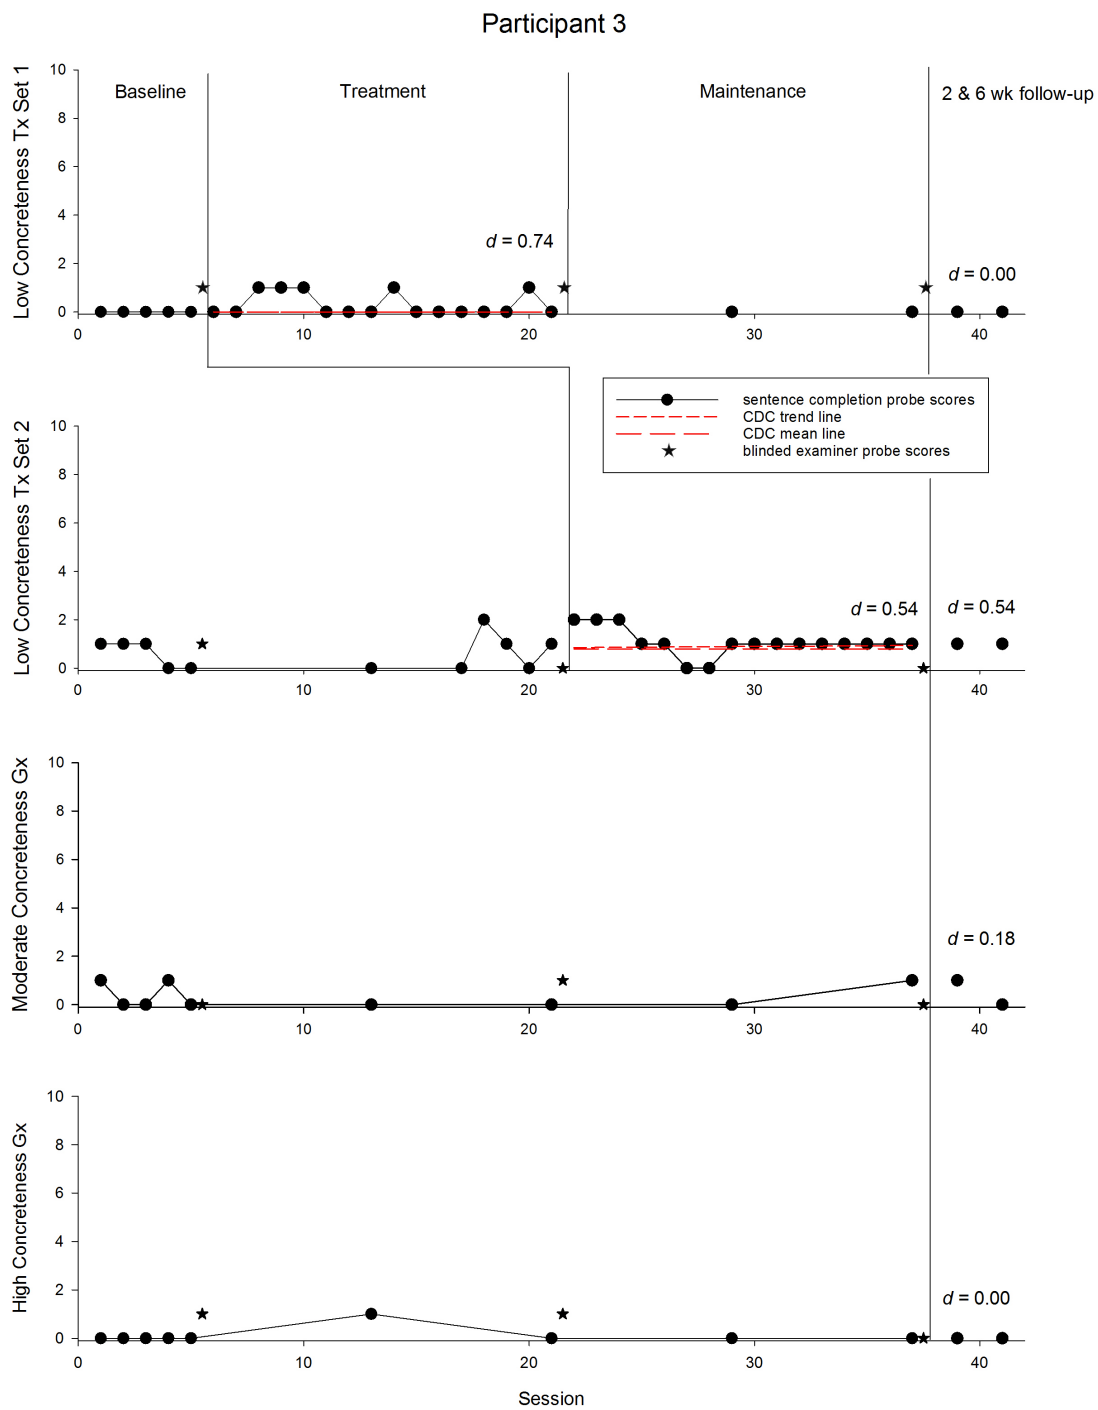 Participant 3
Low Concreteness Tx Set 1
10
8
6
4
2
0
Baseline
Treatment
Maintenance
2 & 6 wk follow-up
d = 0.74
d = 0.00
0
10
20
30
40
sentence completion probe scores
CDC trend line
CDC mean line
blinded examiner probe scores
Low Concreteness Tx Set 2
10
8
6
4
2
0
d = 0.54
d = 0.54
0
10
20
30
40
Moderate Concreteness Gx
10
8
6
4
2
0
d = 0.18
0
10
20
30
40
High Concreteness Gx
10
8
6
4
2
0
d = 0.00
0
10
20
30
40
Session